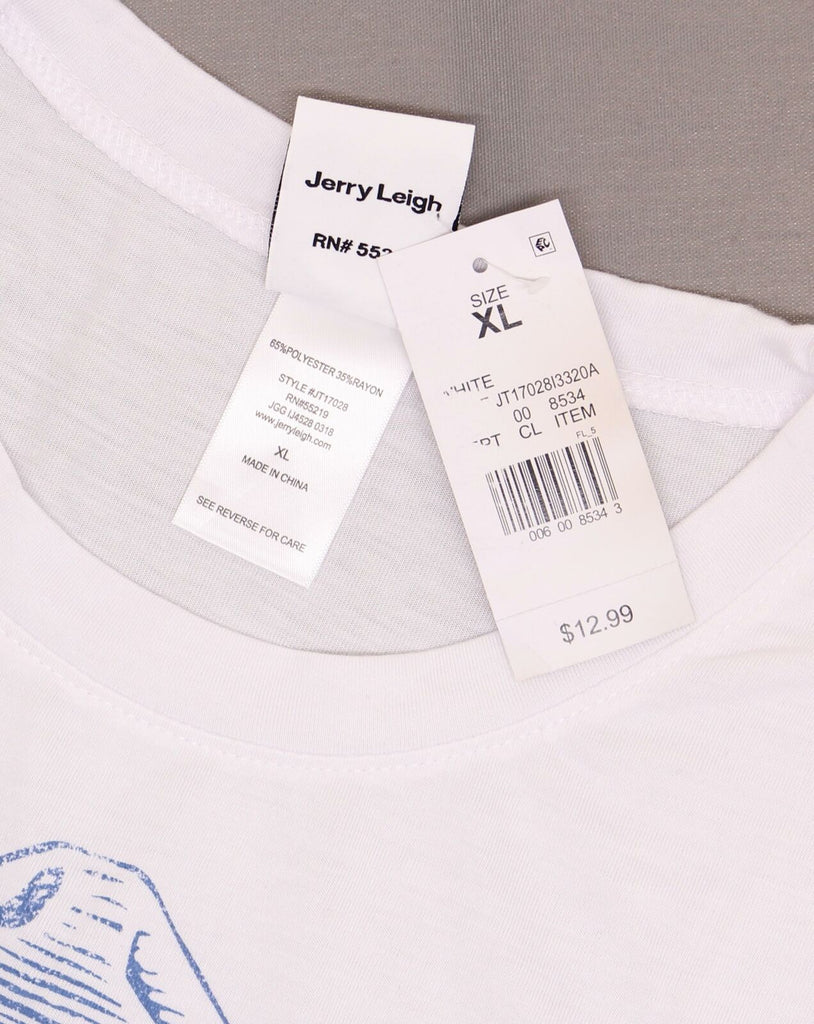 Jerry Leigh
RN# 552
65%POLYESTER 35%RAYON
STYLE #JT17028
RN#55219
JGG IJ4528 0318
www.jerryleigh.com
XL
MADE IN CHINA
SEE REVERSE FOR CARE
SIZE
XL
WHITE
JT17028I3320A
00 8534
CL ITEM
FL_5
006 00 8534 3
$12.99